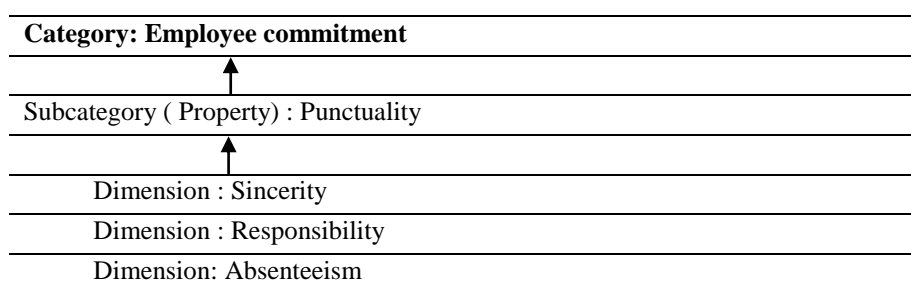 Category: Employee commitment
Subcategory ( Property) : Punctuality
Dimension : Sincerity
Dimension : Responsibility
Dimension: Absenteeism